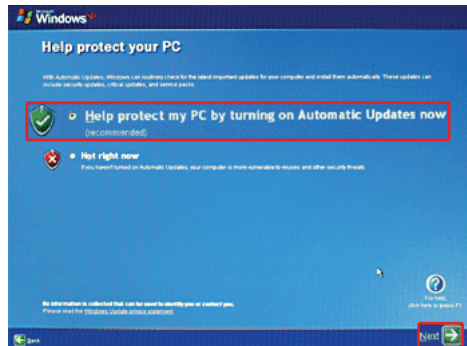 Microsoft
Windows xp
Help protect your PC
With Automatic Updates, Windows can routinely check for the latest important updates for your computer and install them automatically. These updates can
include security updates, critical updates, and service packs.
Help protect my PC by turning on Automatic Updates now
(recommended)
Not right now
If you haven't turned on Automatic Updates, your computer is more vulnerable to viruses and other security threats.
No information is collected that can be used to identify you or contact you.
Please read the Windows Update privacy statement.
For help,
click here or press F1
Back
Next